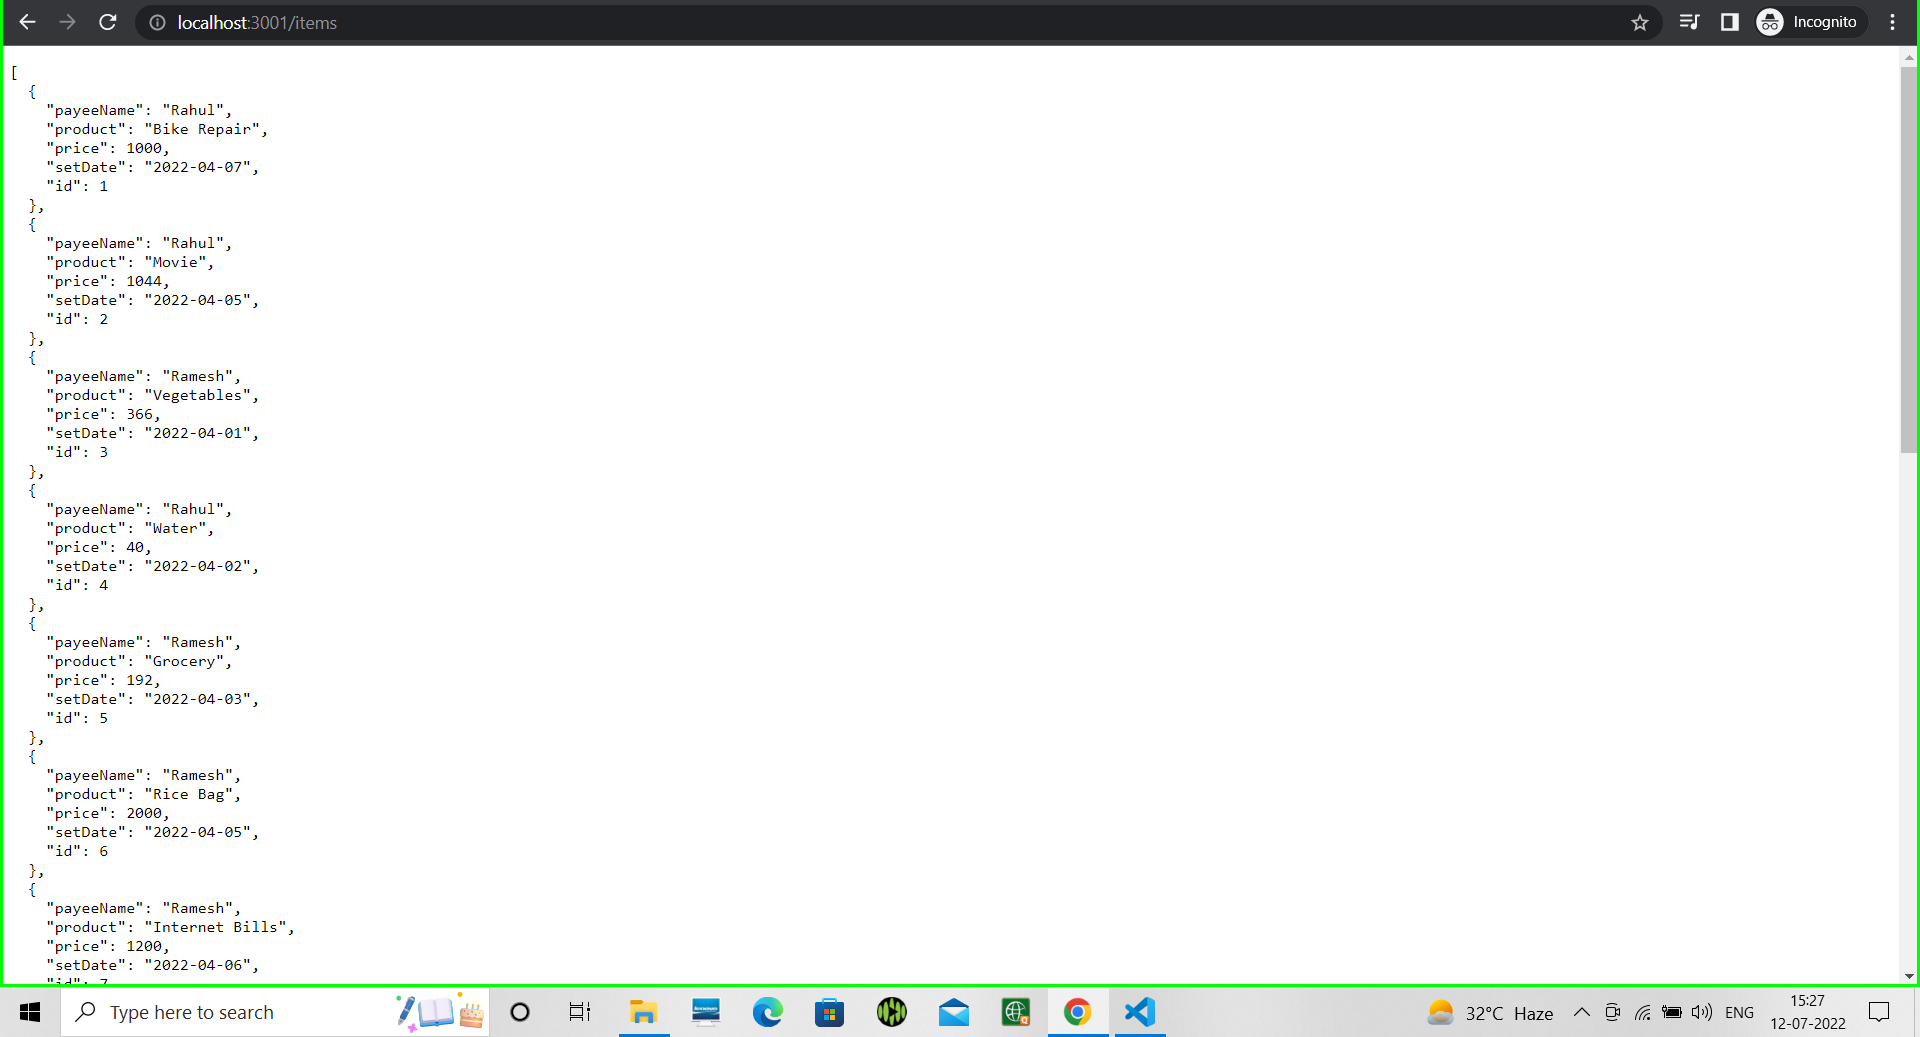 localhost:3001/items
Incognito
[
  {
    "payeeName": "Rahul",
    "product": "Bike Repair",
    "price": 1000,
    "setDate": "2022-04-07",
    "id": 1
  },
  {
    "payeeName": "Rahul",
    "product": "Movie",
    "price": 1044,
    "setDate": "2022-04-05",
    "id": 2
  },
  {
    "payeeName": "Ramesh",
    "product": "Vegetables",
    "price": 366,
    "setDate": "2022-04-01",
    "id": 3
  },
  {
    "payeeName": "Rahul",
    "product": "Water",
    "price": 40,
    "setDate": "2022-04-02",
    "id": 4
  },
  {
    "payeeName": "Ramesh",
    "product": "Grocery",
    "price": 192,
    "setDate": "2022-04-03",
    "id": 5
  },
  {
    "payeeName": "Ramesh",
    "product": "Rice Bag",
    "price": 2000,
    "setDate": "2022-04-05",
    "id": 6
  },
  {
    "payeeName": "Ramesh",
    "product": "Internet Bills",
    "price": 1200,
    "setDate": "2022-04-06",
    "id": 7
Type here to search
32°C Haze
ENG
15:27
12-07-2022